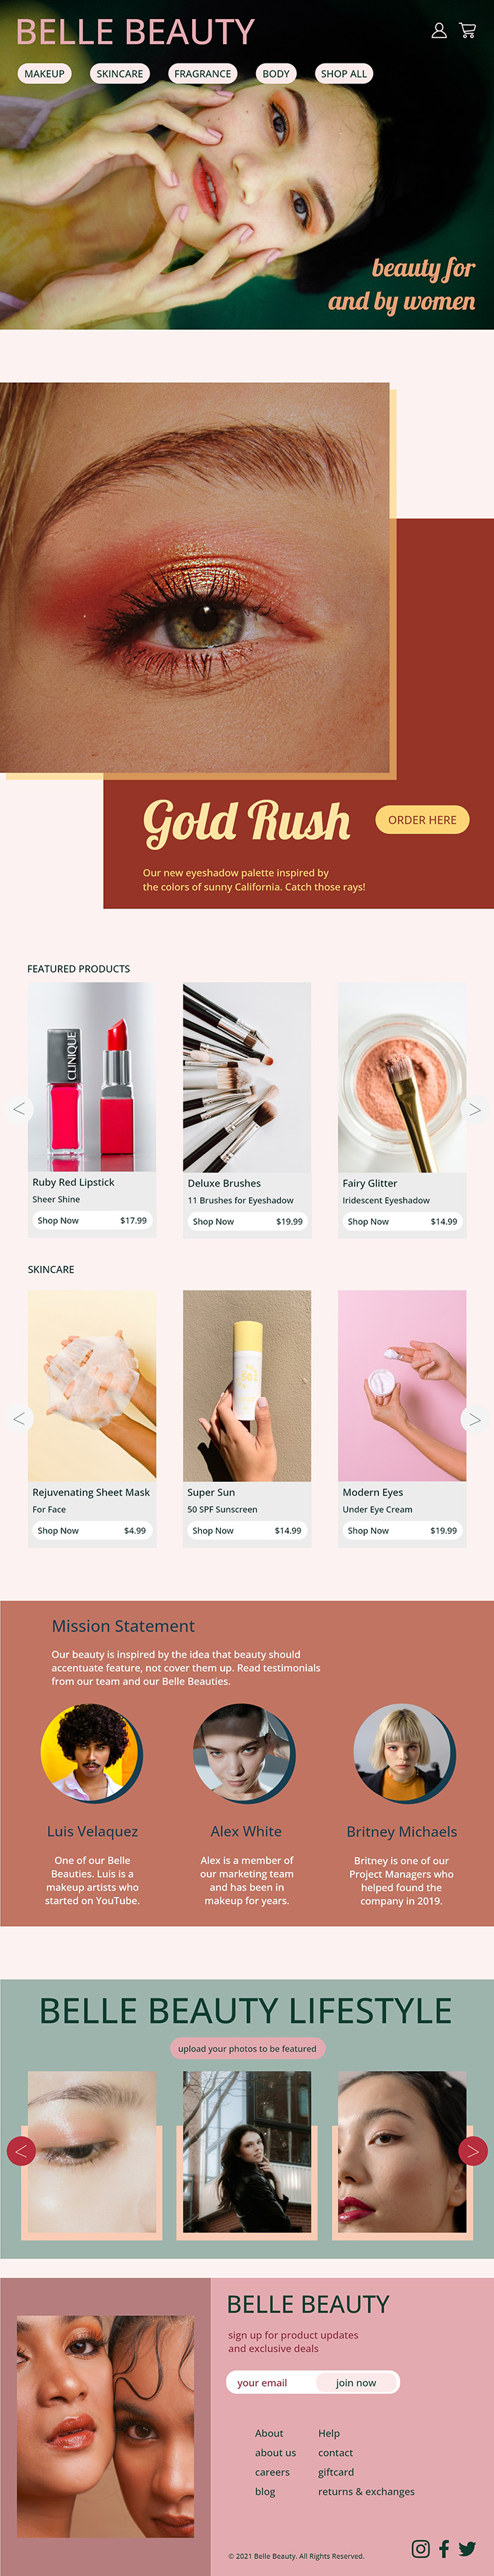 BELLE BEAUTY
MAKEUP SKINCARE FRAGRANCE BODY SHOP ALL
beauty for
and by women
Gold Rush
ORDER HERE
Our new eyeshadow palette inspired by
the colors of sunny California. Catch those rays!
FEATURED PRODUCTS
CLINIQUE
<
>
Ruby Red Lipstick
Sheer Shine
Shop Now $17.99
Deluxe Brushes
11 Brushes for Eyeshadow
Shop Now $19.99
Fairy Glitter
Iridescent Eyeshadow
Shop Now $14.99
SKINCARE
50
<
>
Rejuvenating Sheet Mask
For Face
Shop Now $4.99
Super Sun
50 SPF Sunscreen
Shop Now $14.99
Modern Eyes
Under Eye Cream
Shop Now $19.99
Mission Statement
Our beauty is inspired by the idea that beauty should
accentuate feature, not cover them up. Read testimonials
from our team and our Belle Beauties.
Luis Velaquez
One of our Belle
Beauties. Luis is a
makeup artists who
started on YouTube.
Alex White
Alex is a member of
our marketing team
and has been in
makeup for years.
Britney Michaels
Britney is one of our
Project Managers who
helped found the
company in 2019.
BELLE BEAUTY LIFESTYLE
upload your photos to be featured
<
>
BELLE BEAUTY
sign up for product updates
and exclusive deals
your email join now
About
about us
careers
blog
Help
contact
giftcard
returns & exchanges
© 2021 Belle Beauty. All Rights Reserved.